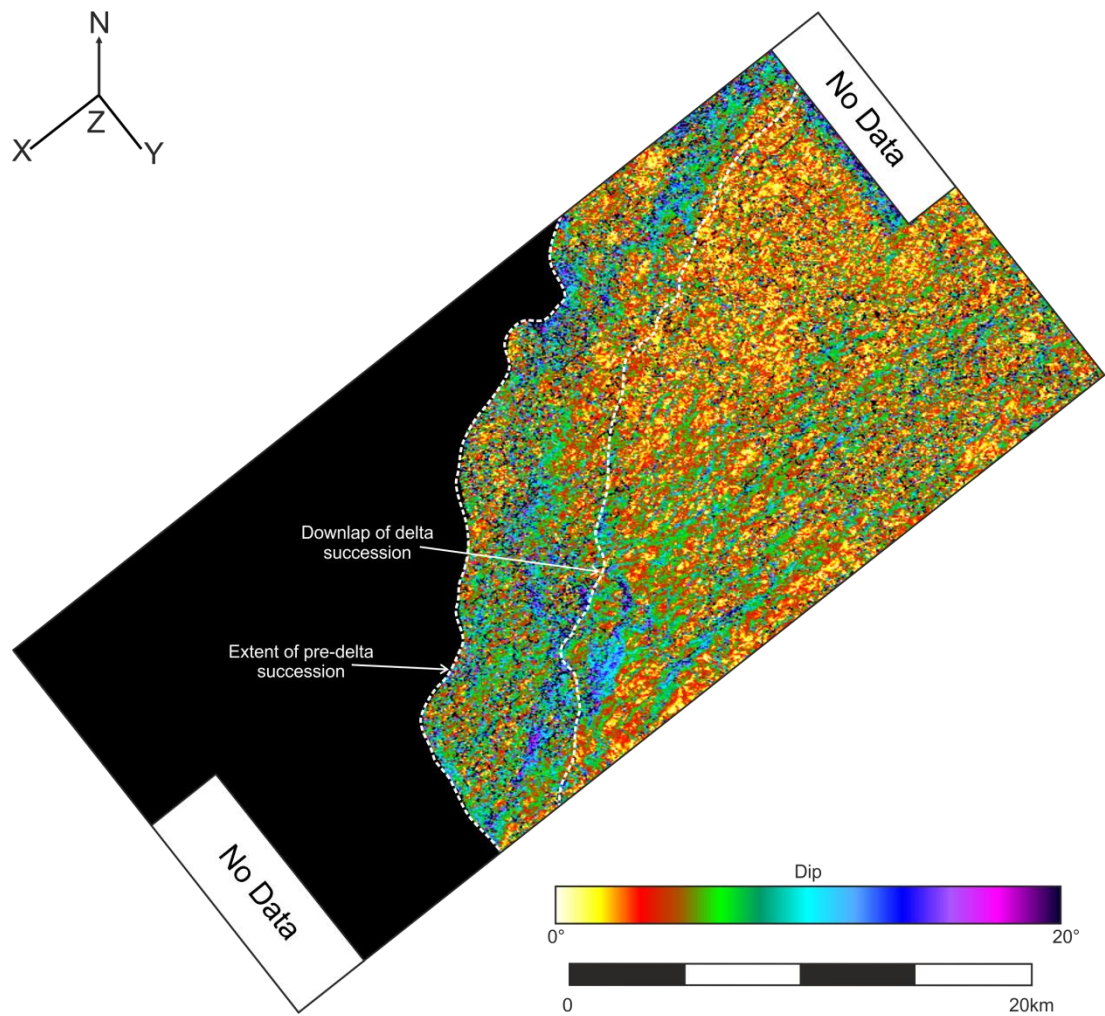 N
X
Z
Y
No Data
Downlap of delta
succession
Extent of pre-delta
succession
No Data
Dip
0°
20°
0
20km